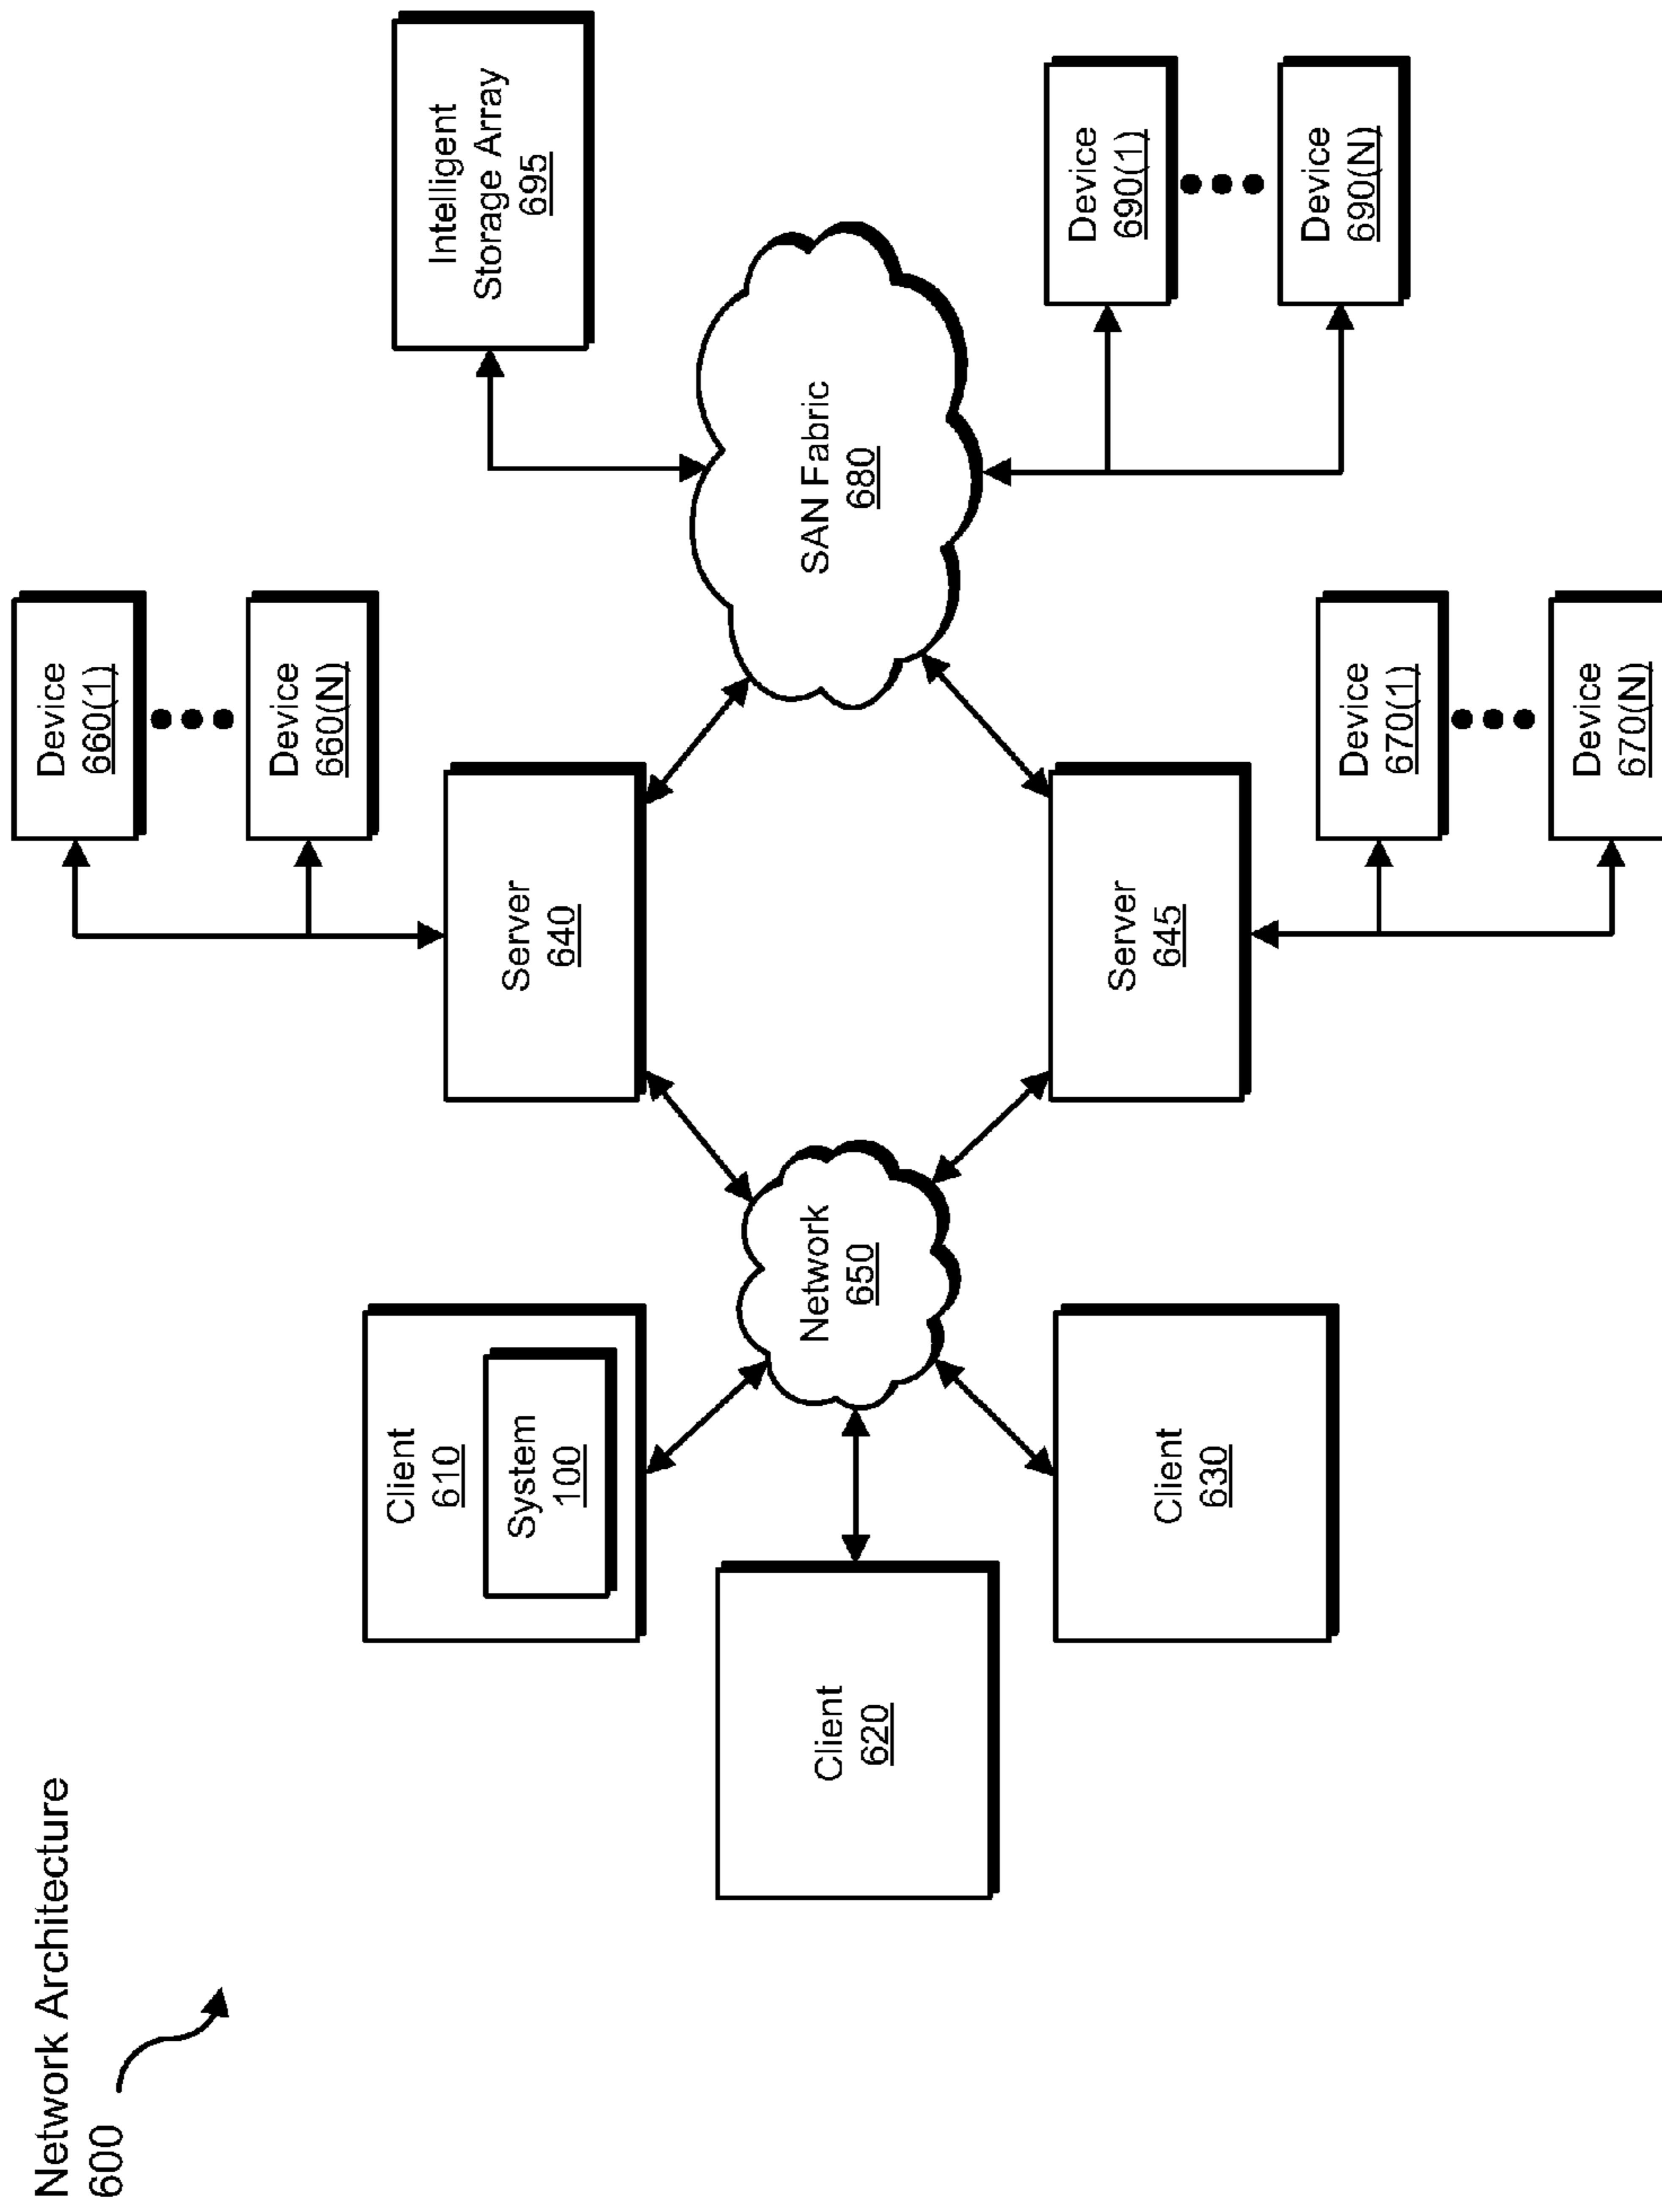 Network Architecture
600
Device
660(1)
Device
660(N)
Intelligent
Storage Array
695
Client
610
System
100
Server
640
Client
620
Network
650
SAN Fabric
680
Client
630
Server
645
Device
690(1)
Device
690(N)
Device
670(1)
Device
670(N)